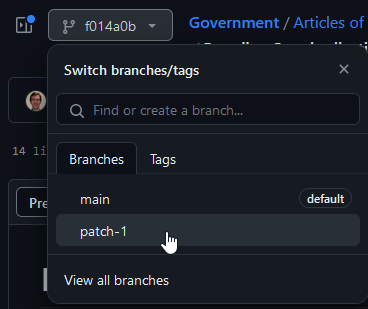 f014a0b
Government / Articles of
Switch branches/tags
Find or create a branch...
Branches
Tags
main
default
patch-1
View all branches
14 li
Pre